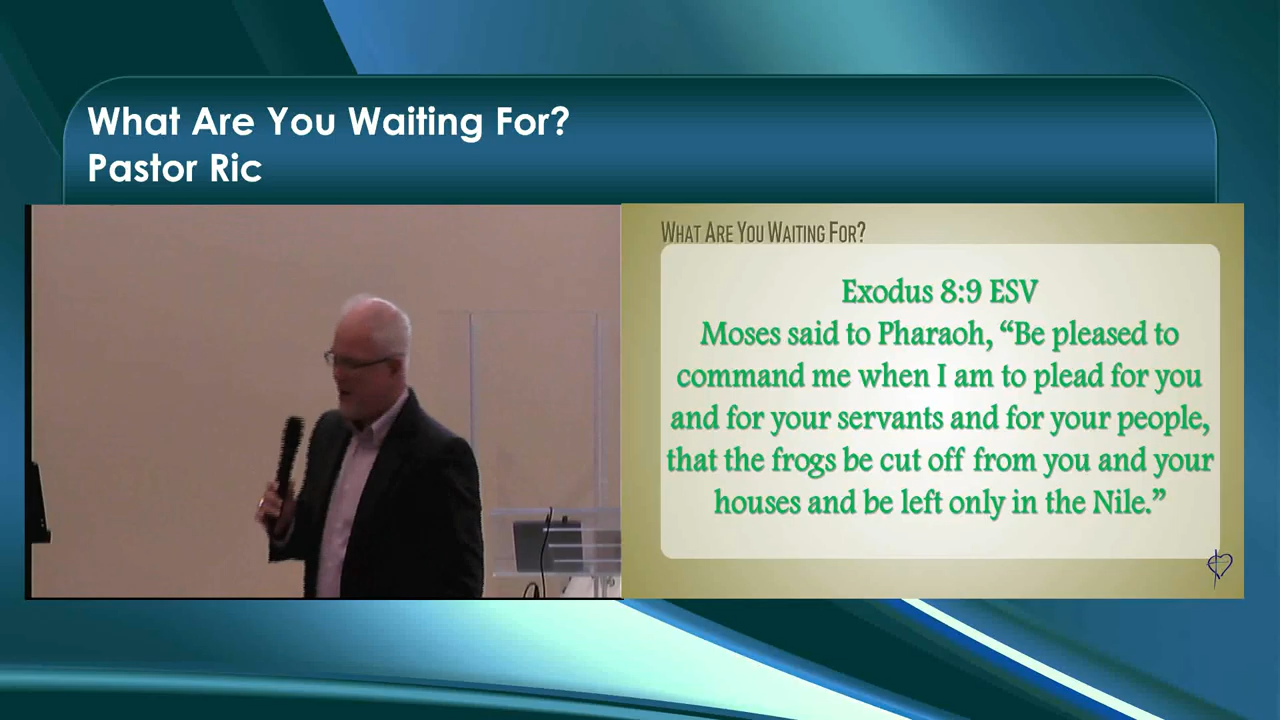 What Are You Waiting For?
Pastor Ric
What Are You Waiting For?
Exodus 8:9 ESV
Moses said to Pharaoh, “Be pleased to
command me when I am to plead for you
and for your servants and for your people,
that the frogs be cut off from you and your
houses and be left only in the Nile.”